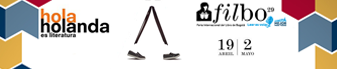 hola
holanda
es literatura
filbo 29
Feria Internacional del Libro de Bogotá
19 | 2
ABRIL | MAYO